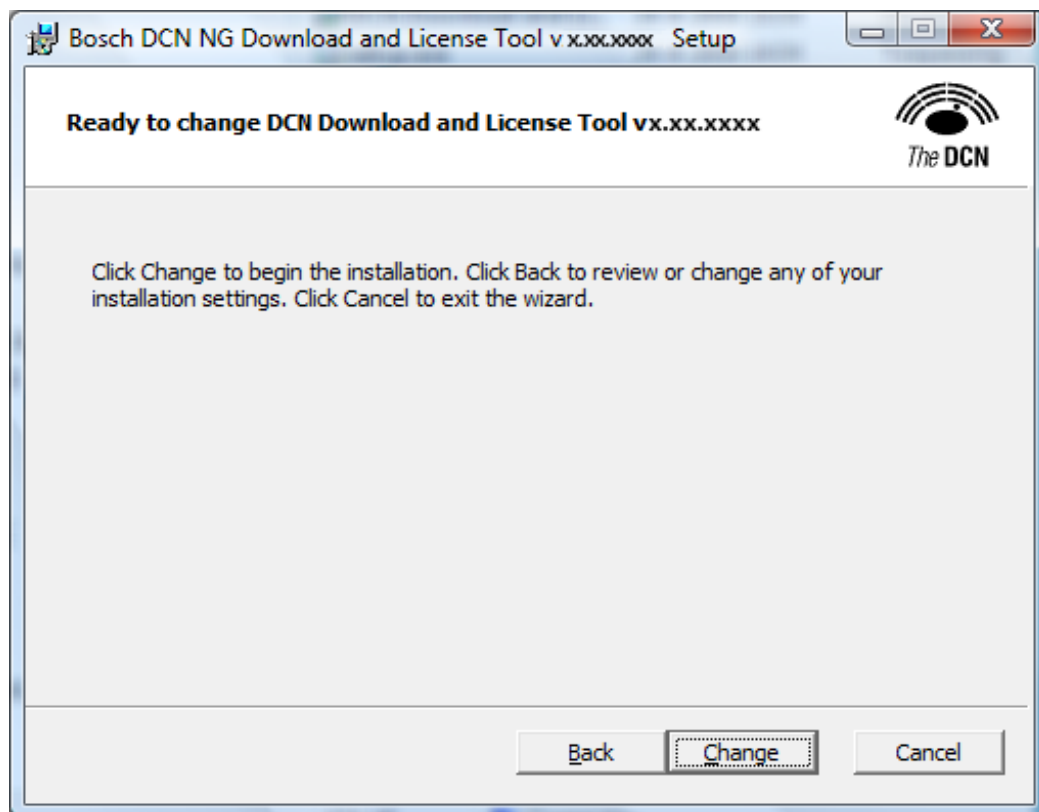 Bosch DCN NG Download and License Tool v x.xx.xxxx Setup
Ready to change DCN Download and License Tool vx.xx.xxxx
The DCN
Click Change to begin the installation. Click Back to review or change any of your
installation settings. Click Cancel to exit the wizard.
Back Change Cancel